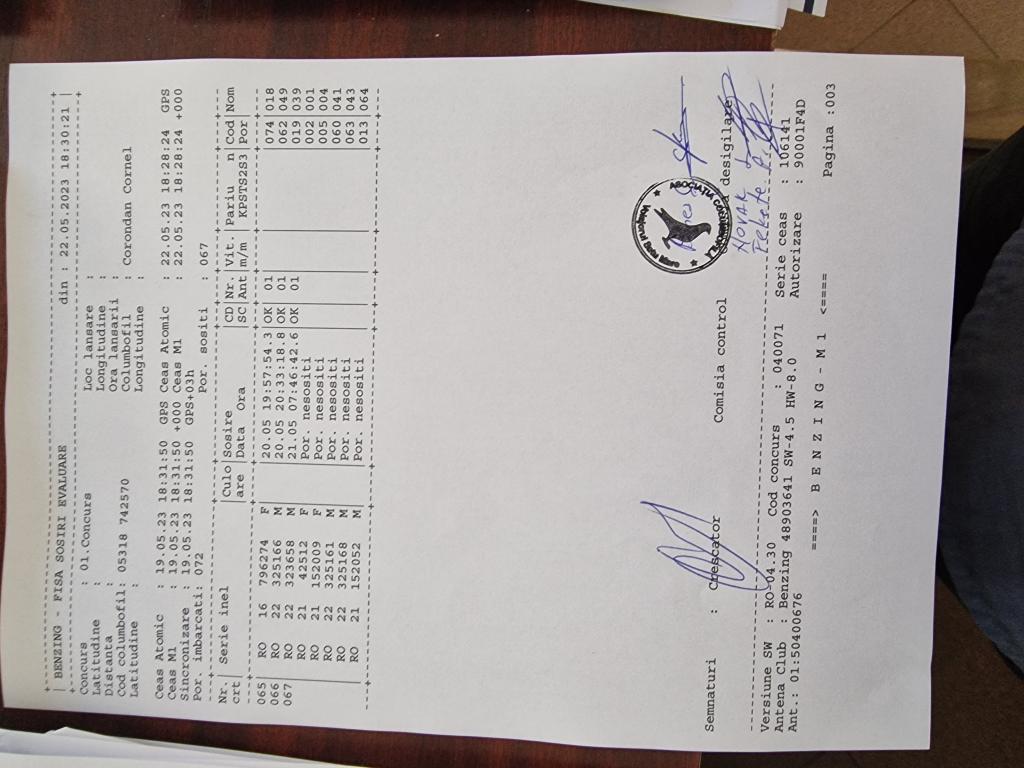 | BENZING - FISA SOSIRI EVALUARE din : 22.05.2023 18:30:21 |
Concurs : 01.Concurs Loc lansare :
Latitudine : Longitudine :
Distanta : Ora lansarii :
Cod columbofil: 05318 742570 Columbofil : Corondan Cornel
Latitudine : Longitudine :
Ceas Atomic : 19.05.23 18:31:50 GPS Ceas Atomic : 22.05.23 18:28:24 GPS
Ceas M1 : 19.05.23 18:31:50 +000 Ceas M1 : 22.05.23 18:28:24 +000
Sincronizare : 19.05.23 18:31:50 GPS+03h
Por. imbarcati: 072 Por. sositi : 067
Nr. | Serie inel |Culo|Sosire |CD|Nr.|Vit.|Pariu n|Cod|Nom
crt | |are |Data Ora |SC|Ant|m/m |KPSTS2S3|Por|
065| RO 16 796274 F | |20.05 19:57:54.3|OK| 01| | |074|018
066| RO 22 325166 M | |20.05 20:33:18.8|OK| 01| | |062|049
067| RO 22 323658 M | |21.05 07:46:42.6|OK| 01| | |019|039
| RO 21 42512 F | |Por. nesositi | | | | |002|001
| RO 21 152009 F | |Por. nesositi | | | | |005|004
| RO 22 325161 M | |Por. nesositi | | | | |060|041
| RO 22 325168 M | |Por. nesositi | | | | |063|043
| RO 21 152052 M | |Por. nesositi | | | | |013|064
Semnaturi : Crescator Comisia control desigilare
ASOCIATIA
NOVAK
Fekete
Versiune SW : RO-04.30 Cod concurs : 040071 Serie ceas : 106141
Antena Club : Benzing 48903641 SW-4.5 HW-8.0 Autorizare : 90001F4D
Ant.: 01:50400676
====> B E N Z I N G - M 1 <====
Pagina :003